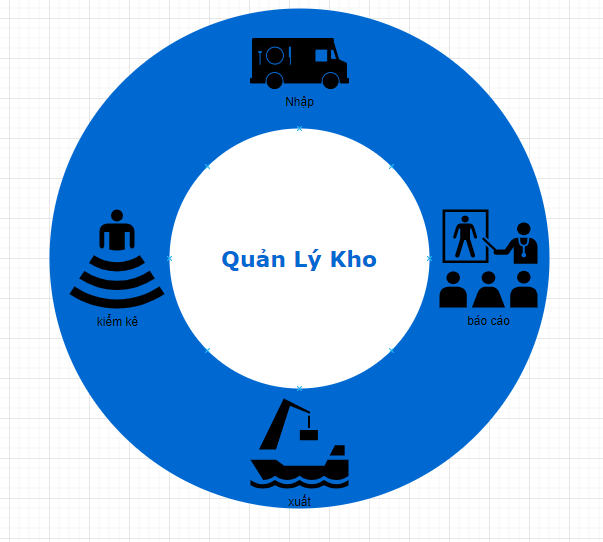 Nhập
Quản Lý Kho
kiểm kê
báo cáo
xuất